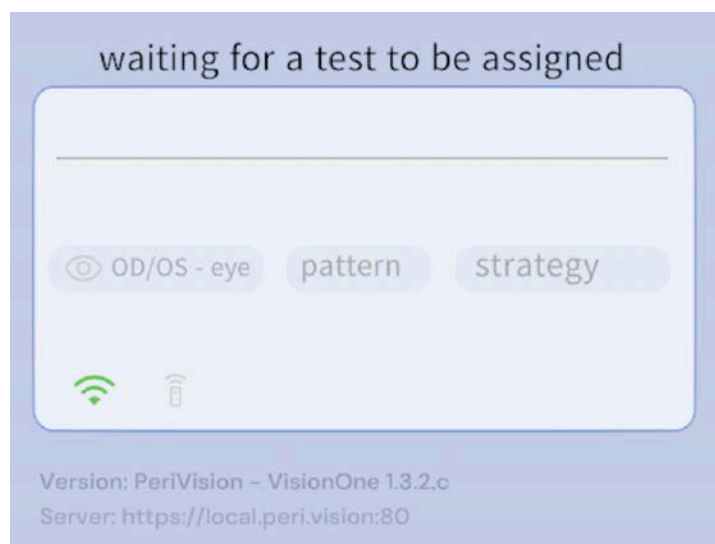 waiting for a test to be assigned
OD/OS - eye pattern strategy
Version: PeriVision - VisionOne 1.3.2.c
Server: https://local.peri.vision:80